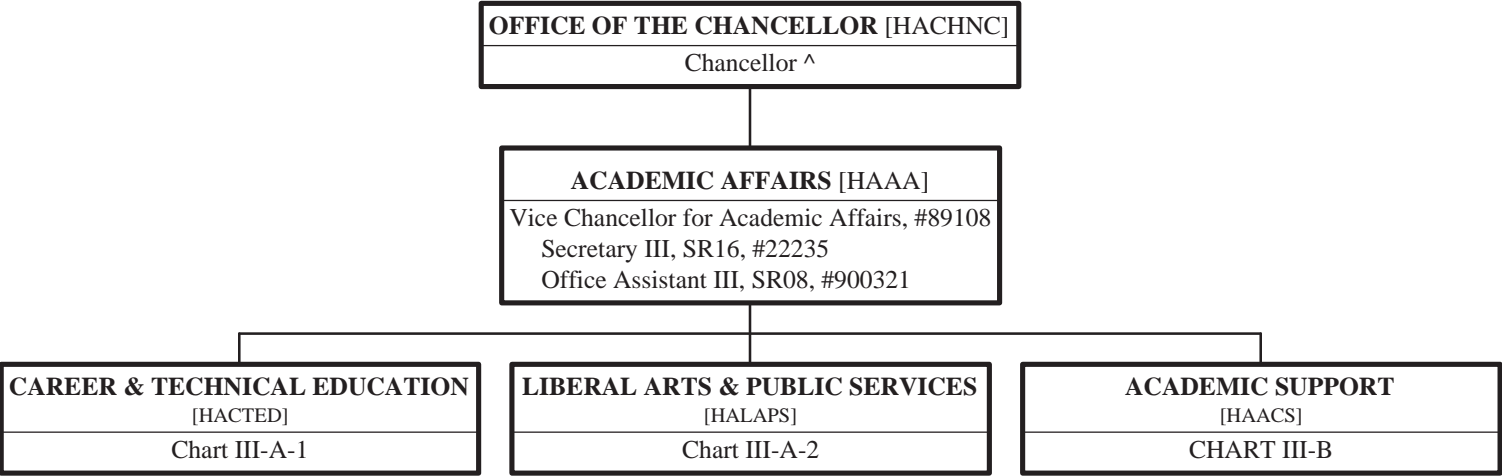 OFFICE OF THE CHANCELLOR [HACHNC]
Chancellor ^
ACADEMIC AFFAIRS [HAAA]
Vice Chancellor for Academic Affairs, #89108
Secretary III, SR16, #22235
Office Assistant III, SR08, #900321
CAREER & TECHNICAL EDUCATION
[HACTED]
Chart III-A-1
LIBERAL ARTS & PUBLIC SERVICES
[HALAPS]
Chart III-A-2
ACADEMIC SUPPORT
[HAACS]
CHART III-B